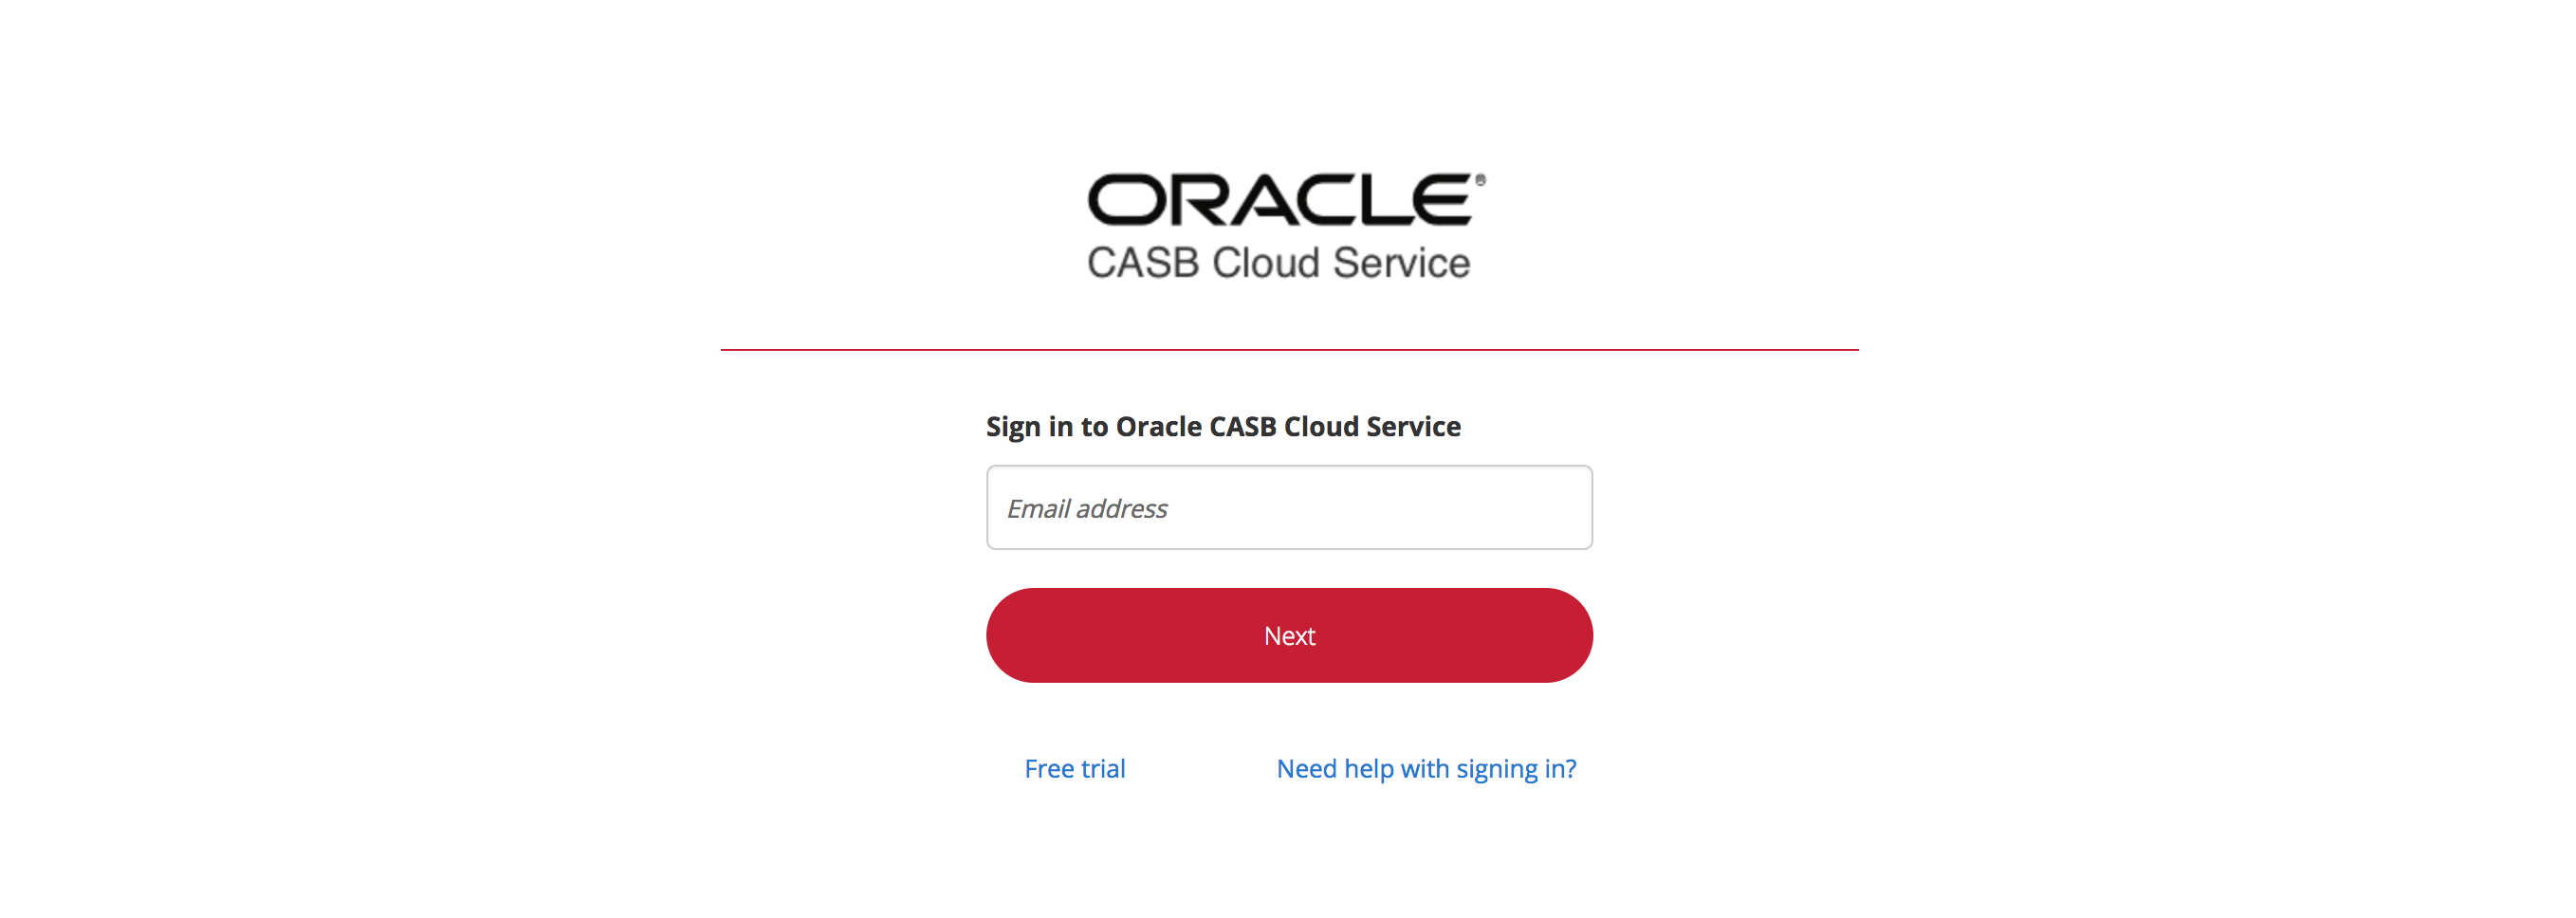 ORACLE®
CASB Cloud Service
Sign in to Oracle CASB Cloud Service
Email address
Next
Free trial
Need help with signing in?